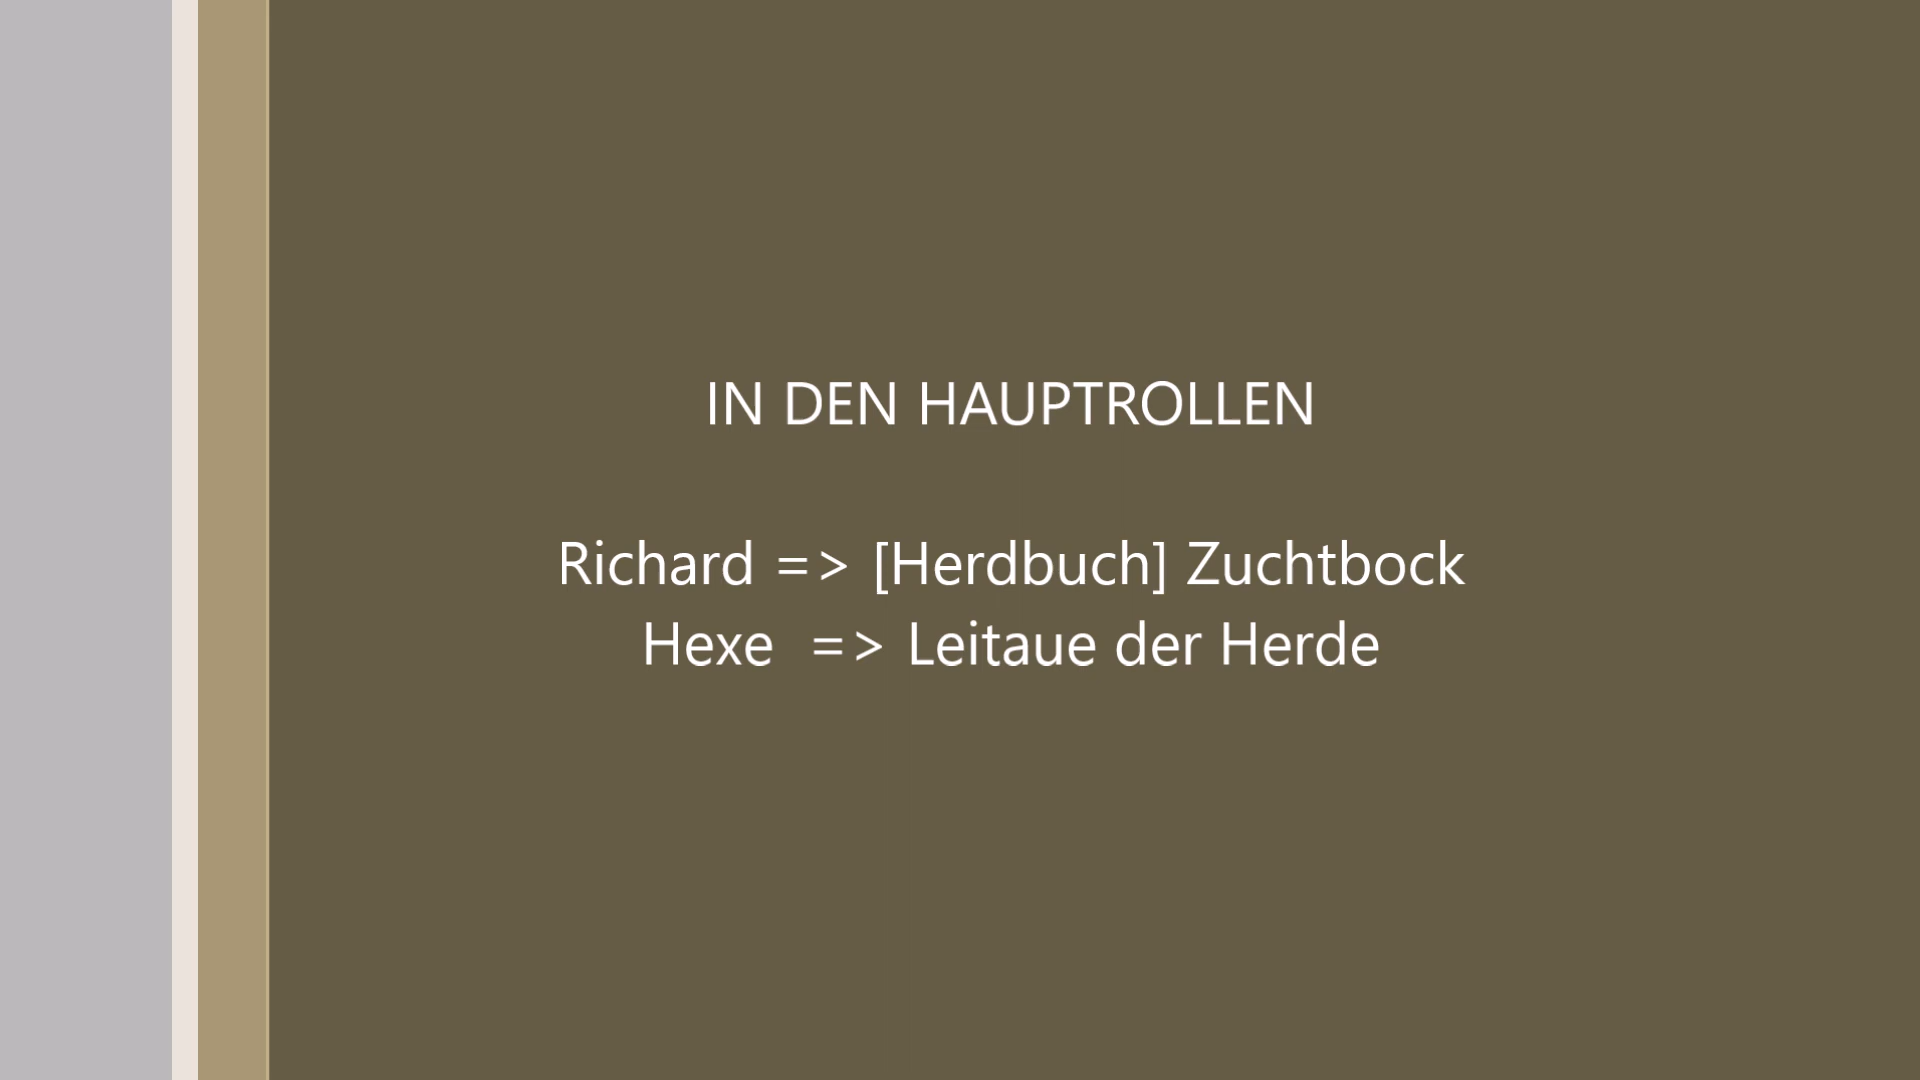 IN DEN HAUPTROLLEN
Richard => [Herdbuch] Zuchtbock
Hexe => Leitaue der Herde